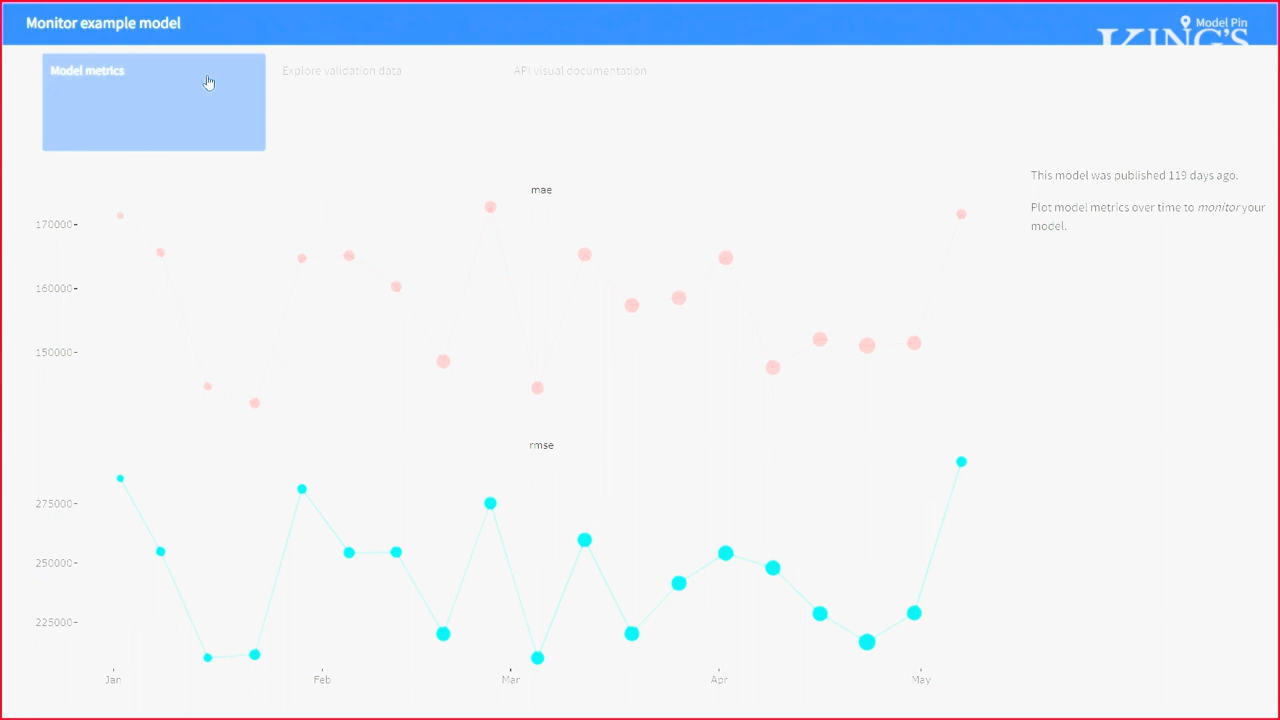 Monitor example model
Model Pin
KING'S
Model metrics
Explore validation data
API visual documentation
This model was published 119 days ago.
Plot model metrics over time to monitor your
model.
mae
170000
160000
150000
rmse
275000
250000
225000
Jan
Feb
Mar
Apr
May